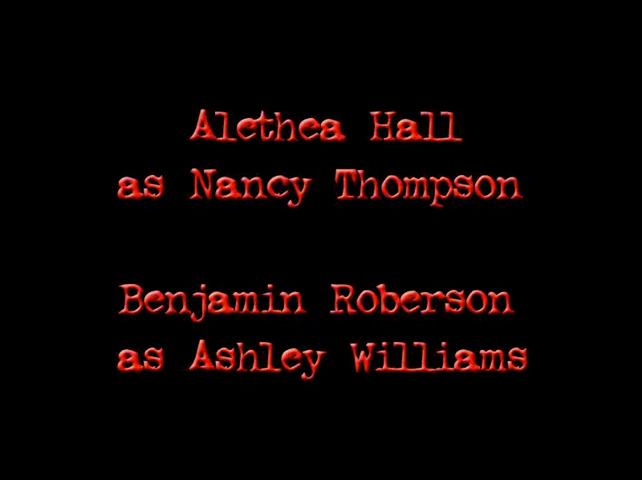 Alethea Hall
as Nancy Thompson
Benjamin Roberson
as Ashley Williams